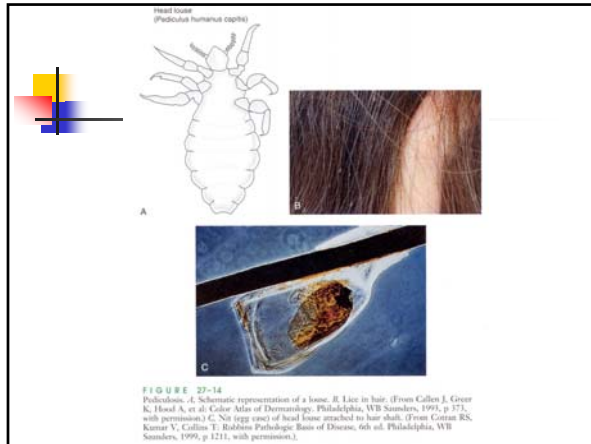 Head louse
(Pediculus humanus capitis)
A
B
C
FIGURE 27-14
Pediculosis. A. Schematic representation of a louse. B. Lice in hair. (From Callen J, Greer
K, Hood A, et al: Color Atlas of Dermatology. Philadelphia, WB Saunders, 1993, p 373,
with permission.) C. Nit (egg case) of head louse attached to hair shaft. (From Cotran RS,
Kumar V, Collins T: Robbins Pathologic Basis of Disease, 6th ed. Philadelphia, WB
Saunders, 1999, p 1211, with permission.)